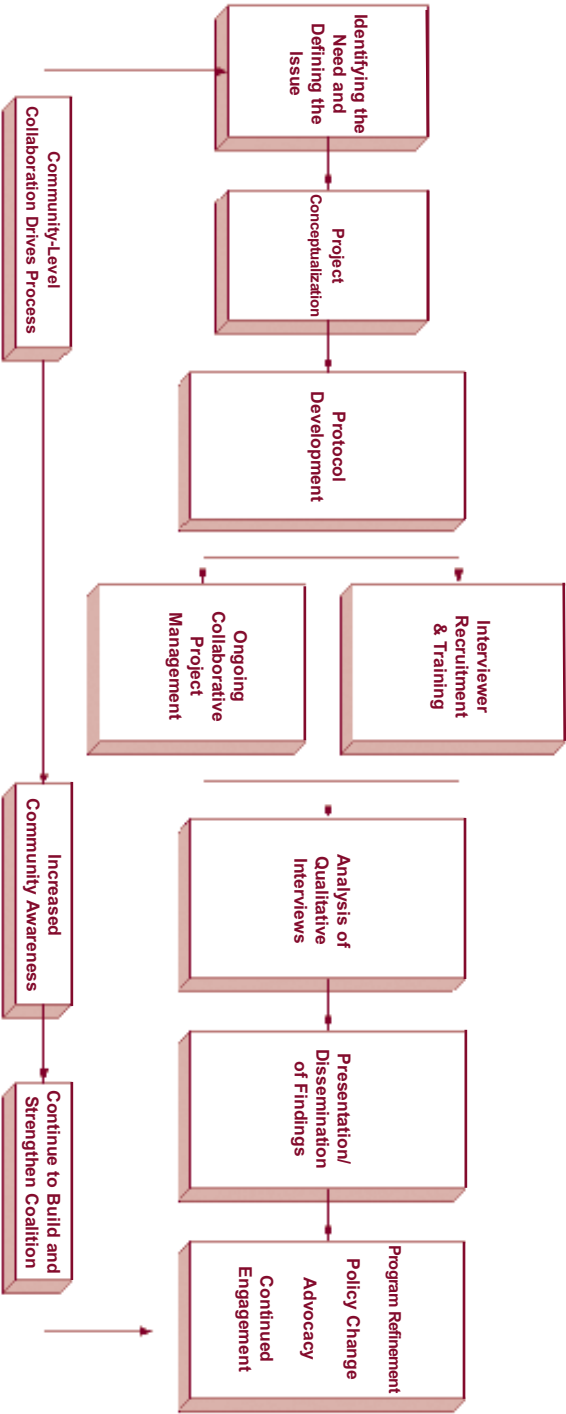 Identifying the
Need and
Defining the
Issue
Project
Conceptualization
Protocol
Development
Interviewer
Recruitment
& Training
Ongoing
Collaborative
Project
Management
Analysis of
Qualitative
Interviews
Presentation/
Dissemination
of Findings
Program Refinement
Policy Change
Advocacy
Continued
Engagement
Community-Level
Collaboration Drives Process
Increased
Community Awareness
Continue to Build and
Strengthen Coalition